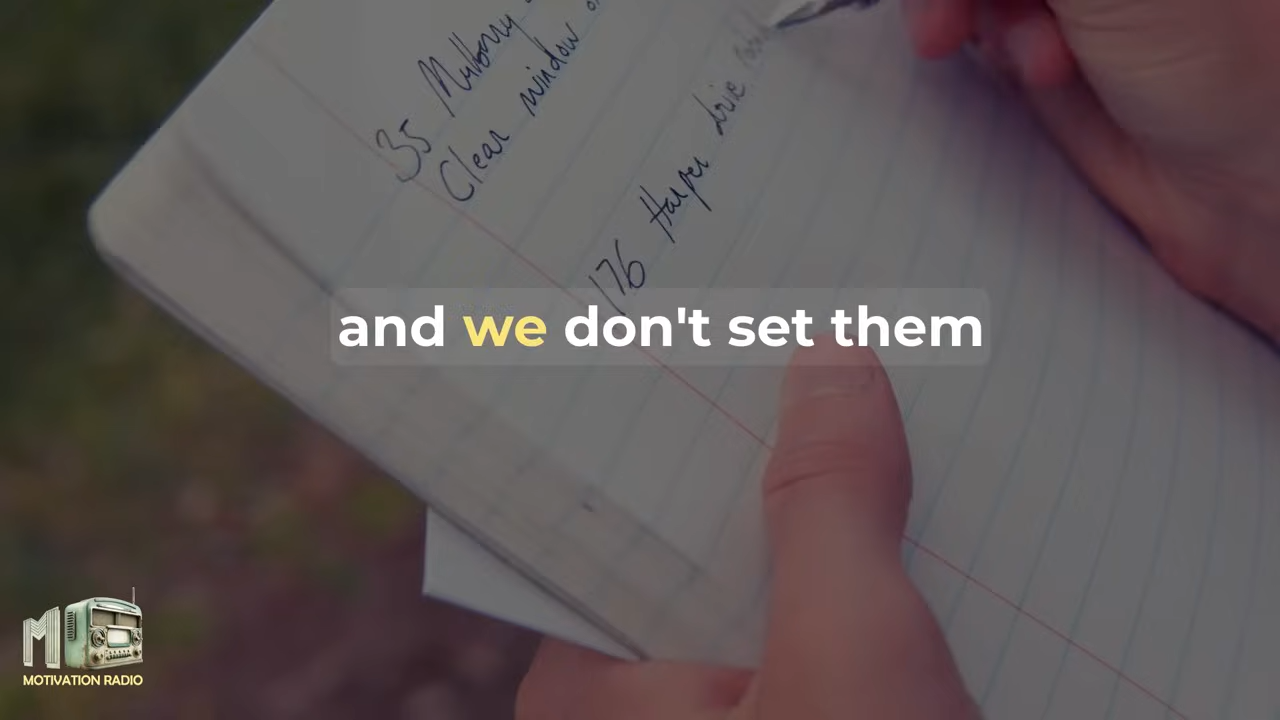 35 Mulberry
Clear window
176 Harper drive
and we don't set them
M
MOTIVATION RADIO